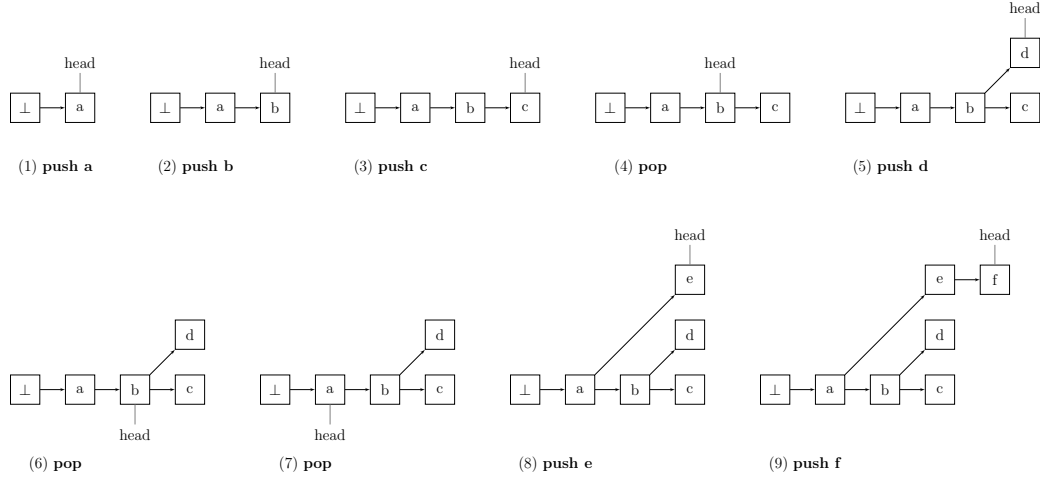 head
⊥ a
(1) push a
head
⊥ a b
(2) push b
head
⊥ a b c
(3) push c
head
⊥ a b c
(4) pop
head
d
⊥ a b c
(5) push d
d
⊥ a b c
head
(6) pop
d
⊥ a b c
head
(7) pop
head
e
d
⊥ a b c
(8) push e
head
e f
d
⊥ a b c
(9) push f